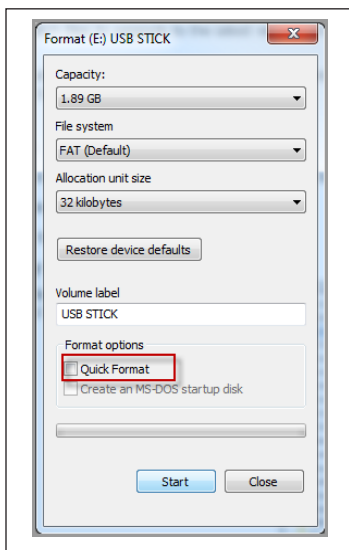 Format (E:) USB STICK
Capacity:
1.89 GB
File system
FAT (Default)
Allocation unit size
32 kilobytes
Restore device defaults
Volume label
USB STICK
Format options
Quick Format
Create an MS-DOS startup disk
Start Close